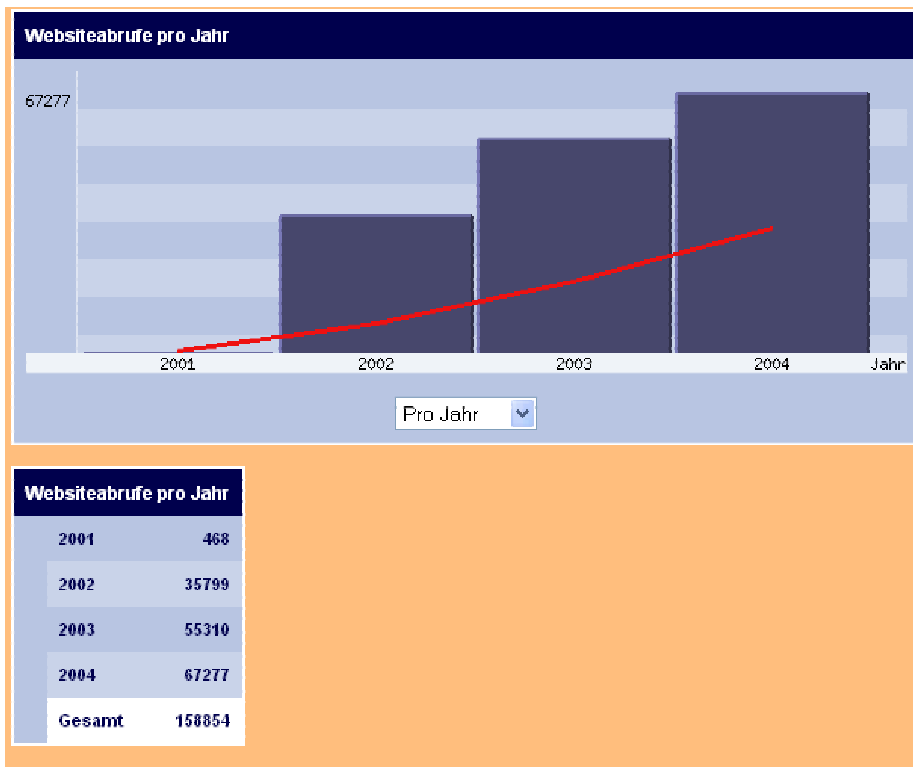 Websiteabrufe pro Jahr
67277
2001 2002 2003 2004 Jahr
Pro Jahr
Websiteabrufe pro Jahr
2001 468
2002 35799
2003 55310
2004 67277
Gesamt 158854